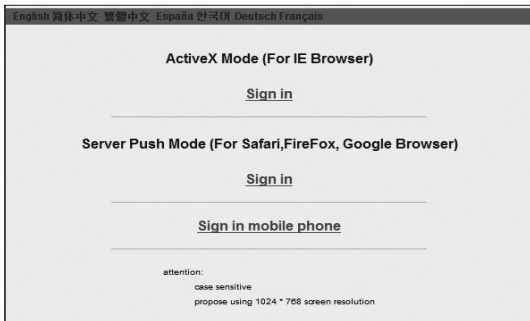 English 简体中文 繁體中文 España 한국어 Deutsch Français
ActiveX Mode (For IE Browser)
Sign in
Server Push Mode (For Safari,FireFox, Google Browser)
Sign in
Sign in mobile phone
attention:
case sensitive
propose using 1024 * 768 screen resolution